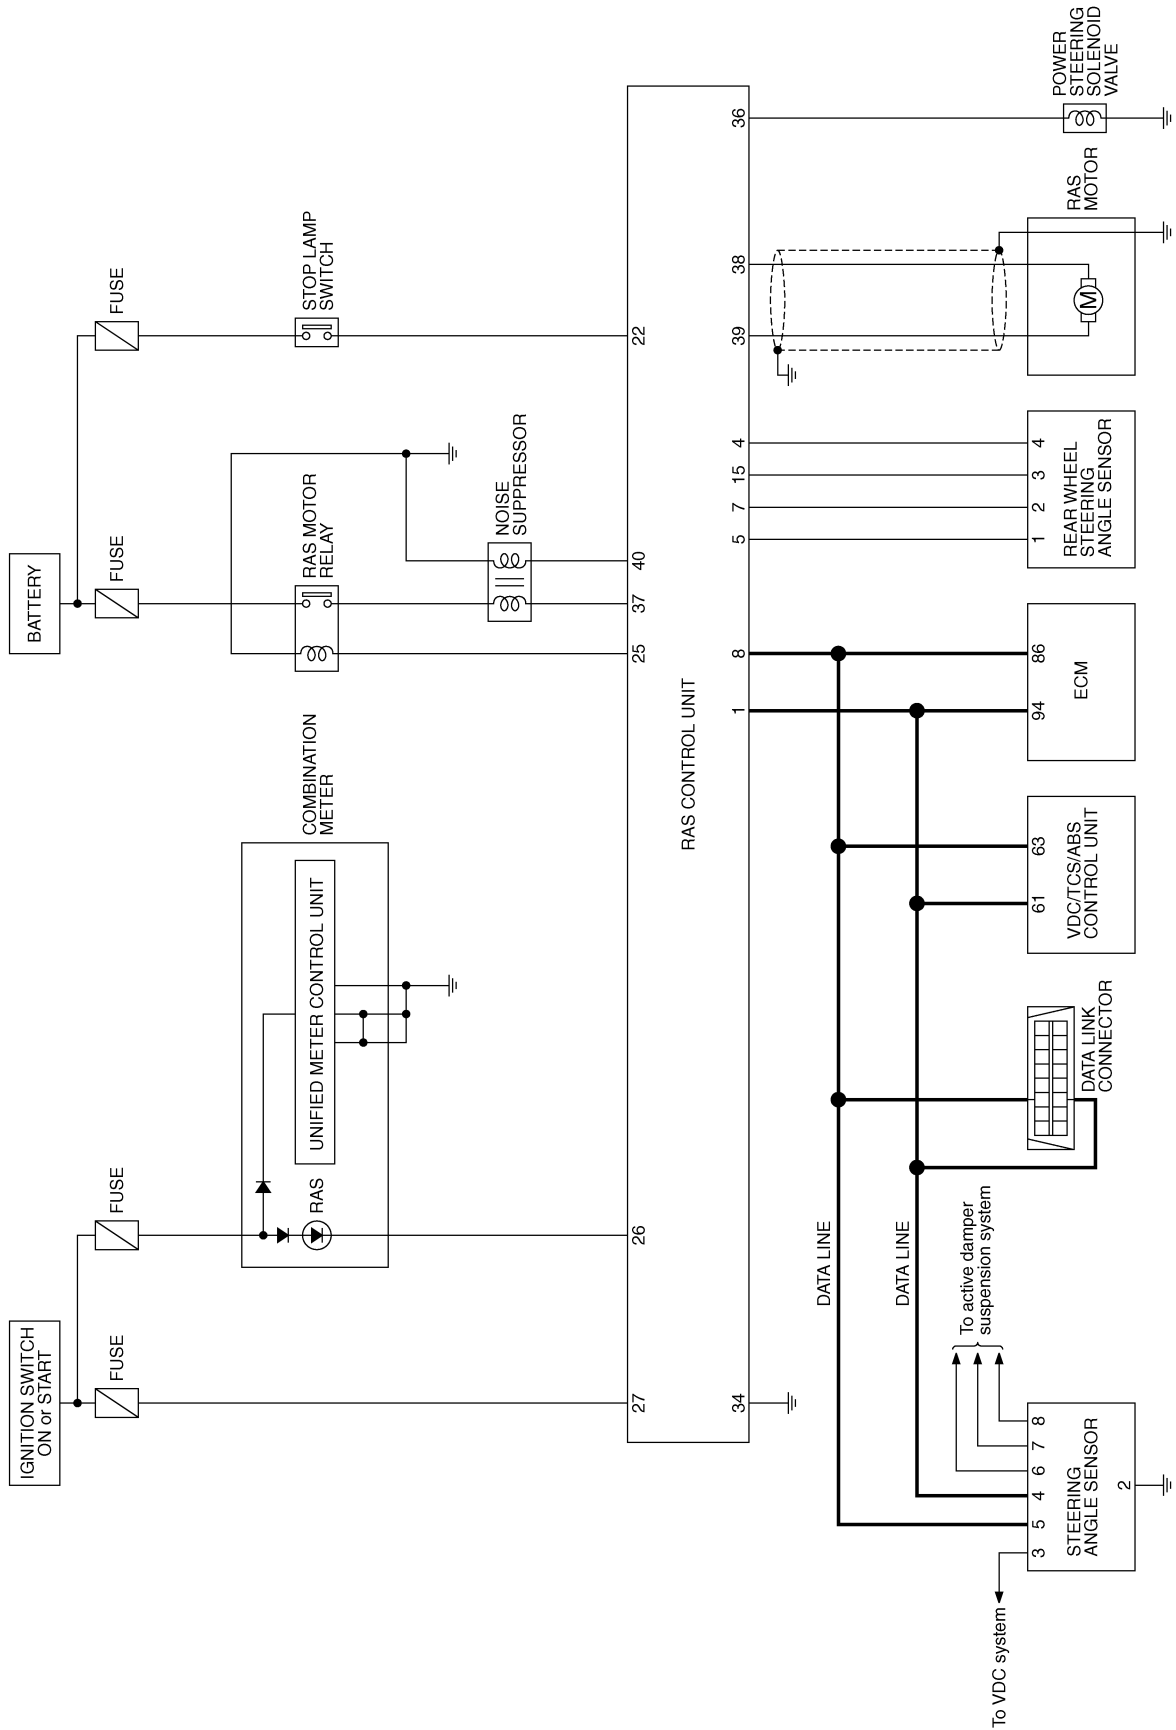 IGNITION SWITCH
ON or START
BATTERY
FUSE
FUSE
FUSE
FUSE
COMBINATION
METER
UNIFIED METER CONTROL UNIT
RAS
RAS MOTOR
RELAY
STOP LAMP
SWITCH
NOISE
SUPPRESSOR
27
26
25
37
40
22
RAS CONTROL UNIT
34
1
8
5
7
15
4
39
38
36
DATA LINE
DATA LINE
To VDC system
To active damper
suspension system
3
5
4
6
7
8
STEERING
ANGLE SENSOR
2
DATA LINK
CONNECTOR
61
63
VDC/TCS/ABS
CONTROL UNIT
94
86
ECM
1
2
3
4
REAR WHEEL
STEERING
ANGLE SENSOR
M
RAS
MOTOR
POWER
STEERING
SOLENOID
VALVE